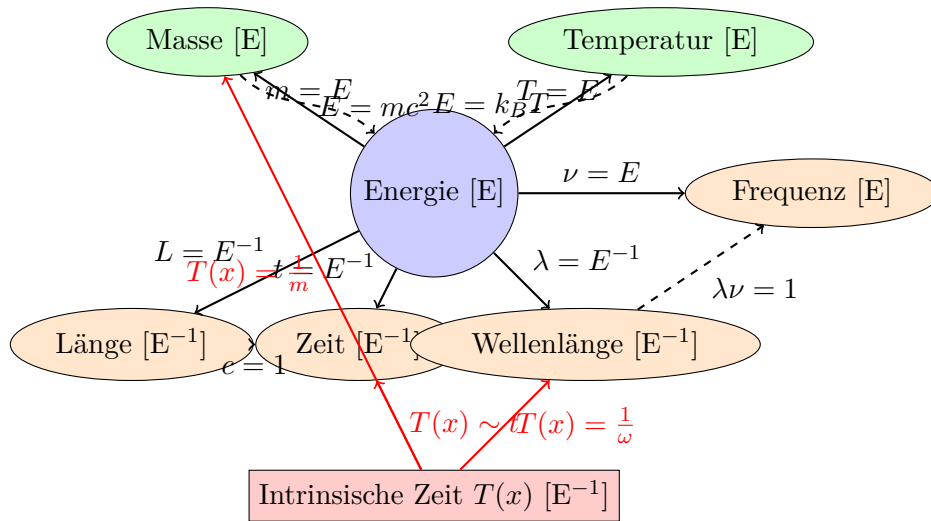 Masse [E]
Temperatur [E]
m = E
E = mc²
E = k_BT
T = E
Energie [E]
ν = E
Frequenz [E]
L = E⁻¹
T(x) = 1/m
t = E⁻¹
λ = E⁻¹
λν = 1
Länge [E⁻¹]
c = 1
Zeit [E⁻¹]
Wellenlänge [E⁻¹]
T(x) ∼ t
T(x) = 1/ω
Intrinsische Zeit T(x) [E⁻¹]